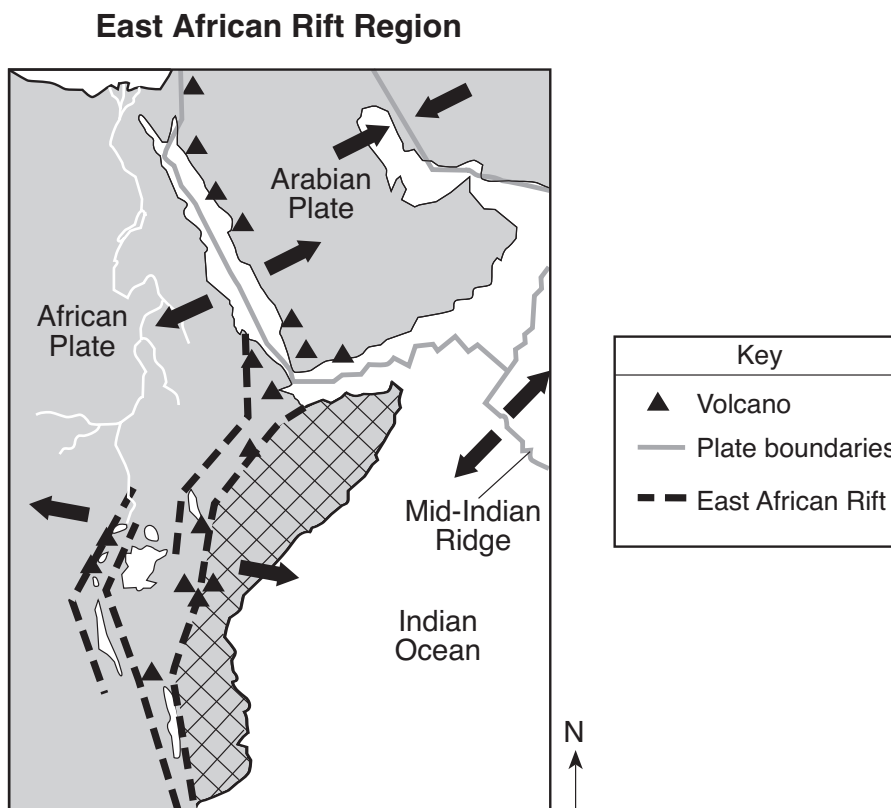 East African Rift Region
Arabian
Plate
African
Plate
Key
Volcano
Plate boundaries
East African Rift
Mid-Indian
Ridge
Indian
Ocean
N